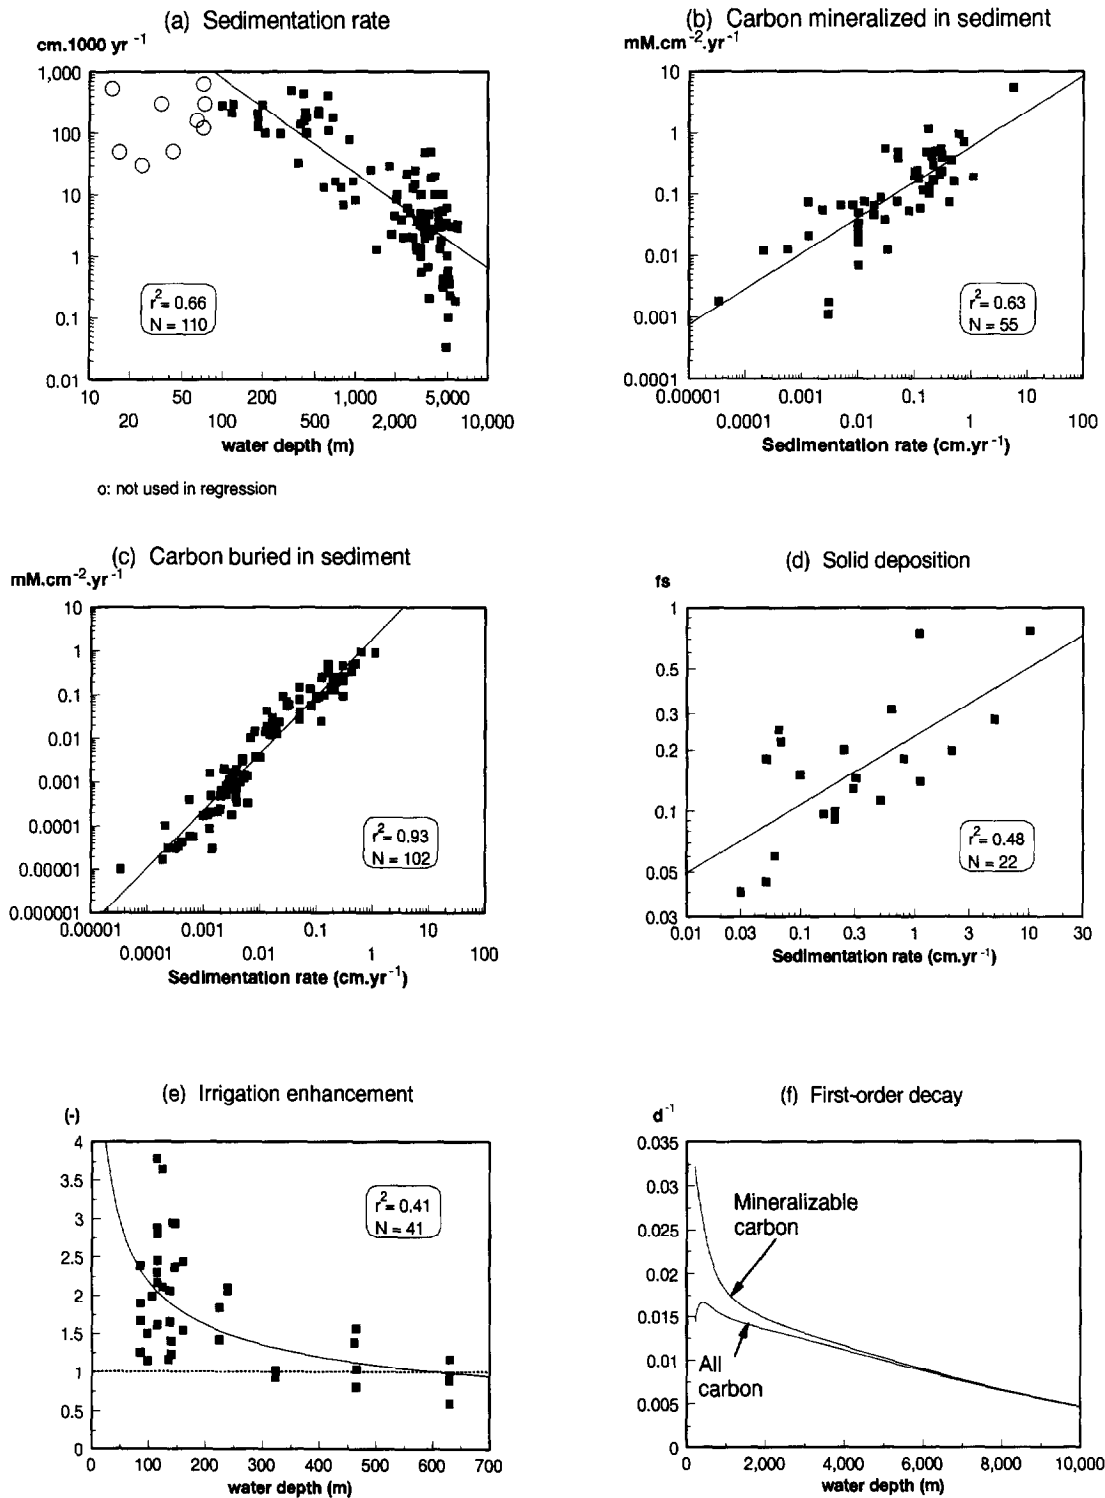 (a) Sedimentation rate
cm.1000 yr -1
1,000
100
10
1
0.1
0.01
r2= 0.66
N = 110
10 50 200 1,000 5,000
20 100 500 2,000 10,000
water depth (m)
o: not used in regression
(b) Carbon mineralized in sediment
mM.cm-2.yr-1
10
1
0.1
0.01
0.001
0.0001
r2= 0.63
N = 55
0.00001 0.001 0.1 10
0.0001 0.01 1 100
Sedimentation rate (cm.yr-1)
(c) Carbon buried in sediment
mM.cm-2.yr-1
10
1
0.1
0.01
0.001
0.0001
0.00001
0.000001
r2= 0.93
N = 102
0.00001 0.001 0.1 10
0.0001 0.01 1 100
Sedimentation rate (cm.yr-1)
(d) Solid deposition
fs
1
0.5
0.3
0.2
0.1
0.05
0.03
r2= 0.48
N = 22
0.01 0.03 0.1 0.3 1 3 10 30
Sedimentation rate (cm.yr-1)
(e) Irrigation enhancement
(-)
4
3.5
3
2.5
2
1.5
1
0.5
0
r2= 0.41
N = 41
0 100 200 300 400 500 600 700
water depth (m)
(f) First-order decay
d-1
0.035
0.03
0.025
0.02
0.015
0.01
0.005
0
Mineralizable
carbon
All
carbon
0 2,000 4,000 6,000 8,000 10,000
water depth (m)